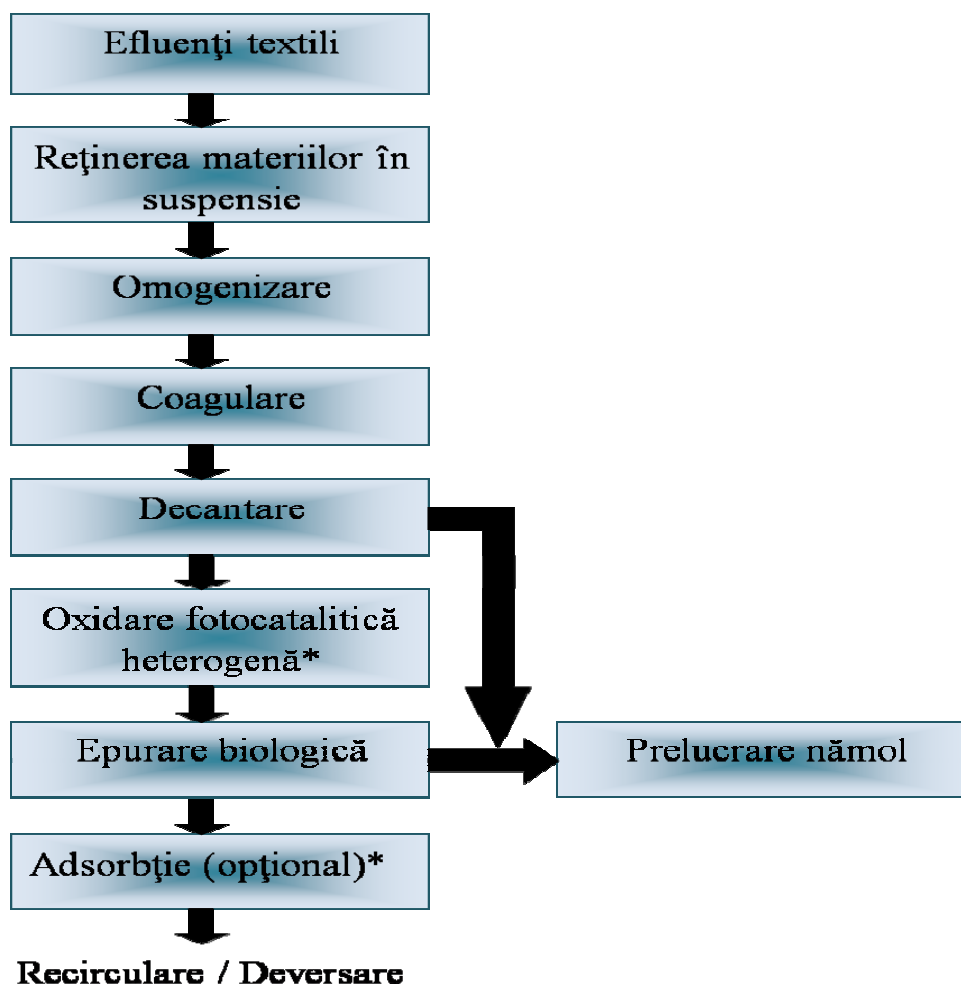 Efluenţi textili
Reţinerea materiilor în
suspensie
Omogenizare
Coagulare
Decantare
Oxidare fotocatalitică
heterogenă*
Epurare biologică
Prelucrare nămol
Adsorbţie (opţional)*
Recirculare / Deversare